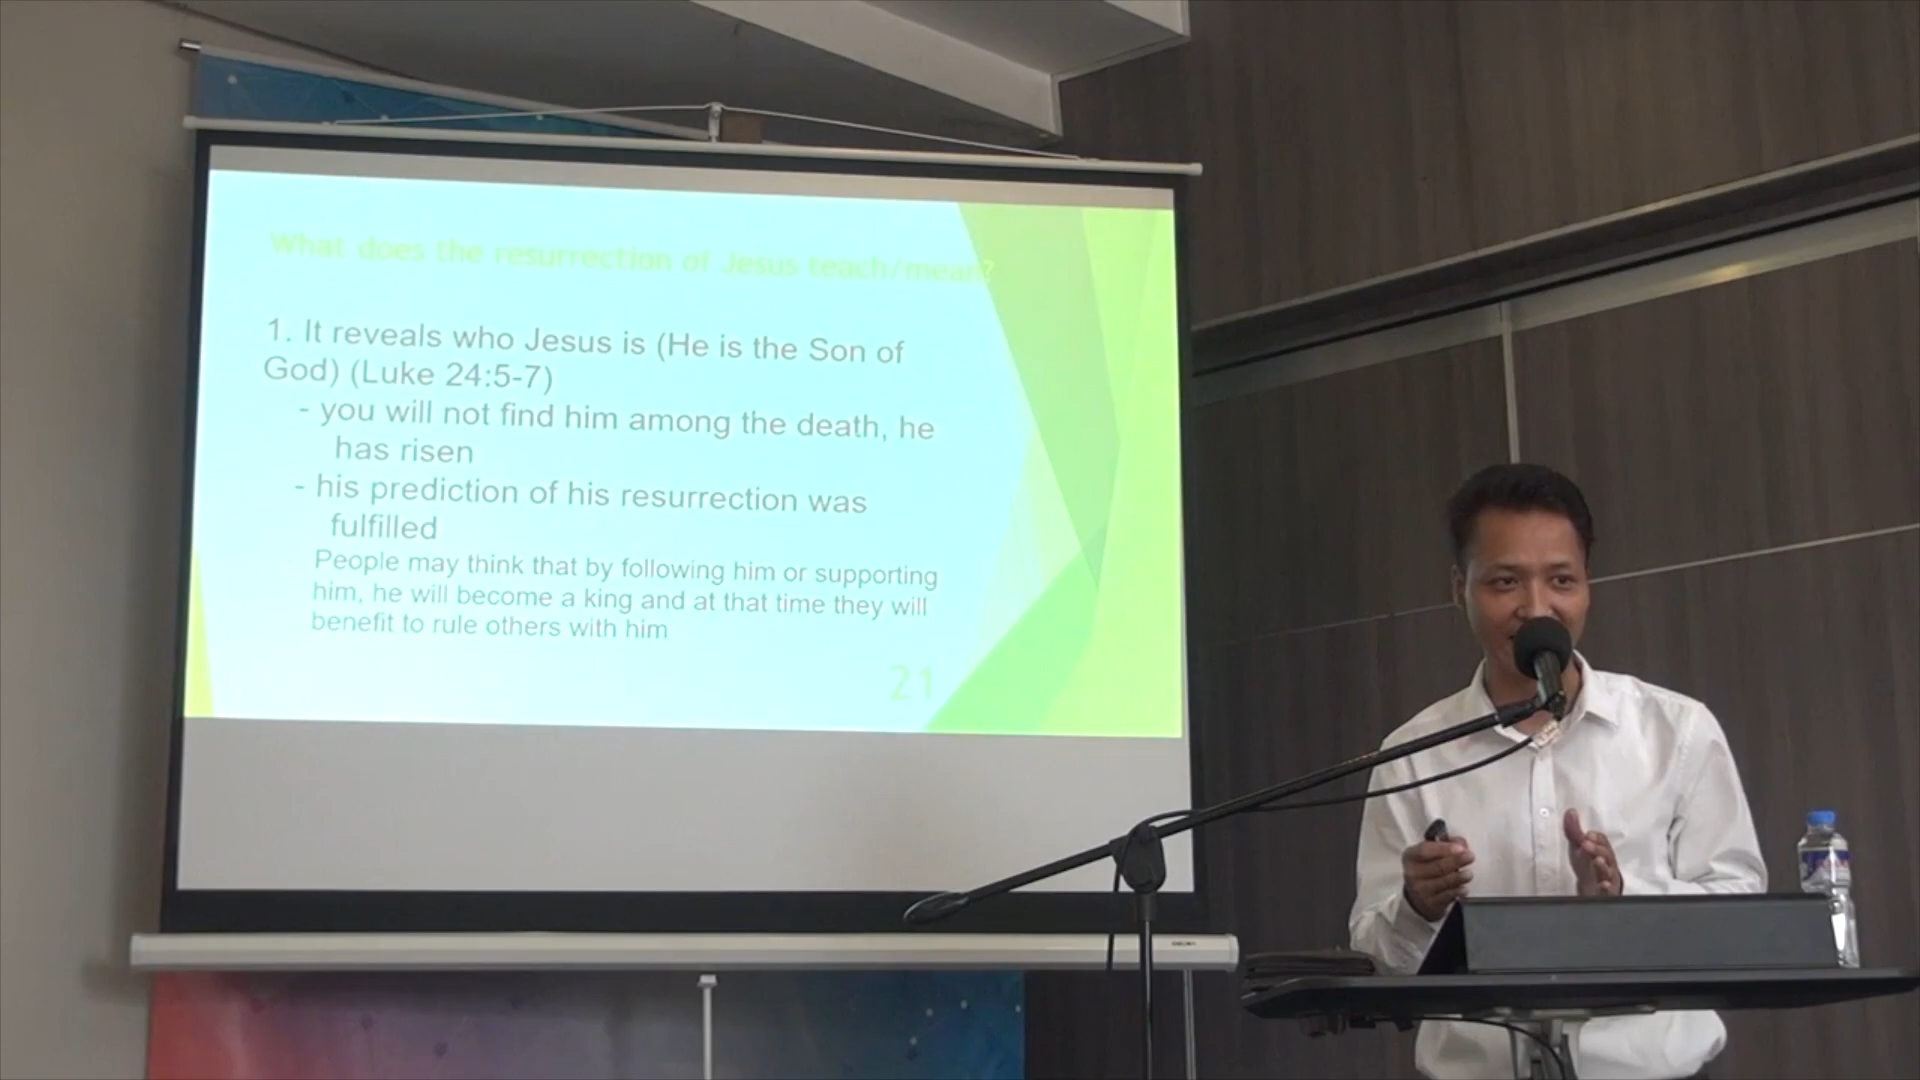 What does the resurrection of Jesus teach/mean?
1. It reveals who Jesus is (He is the Son of
God) (Luke 24:5-7)
- you will not find him among the death, he
has risen
- his prediction of his resurrection was
fulfilled
People may think that by following him or supporting
him, he will become a king and at that time they will
benefit to rule others with him
21